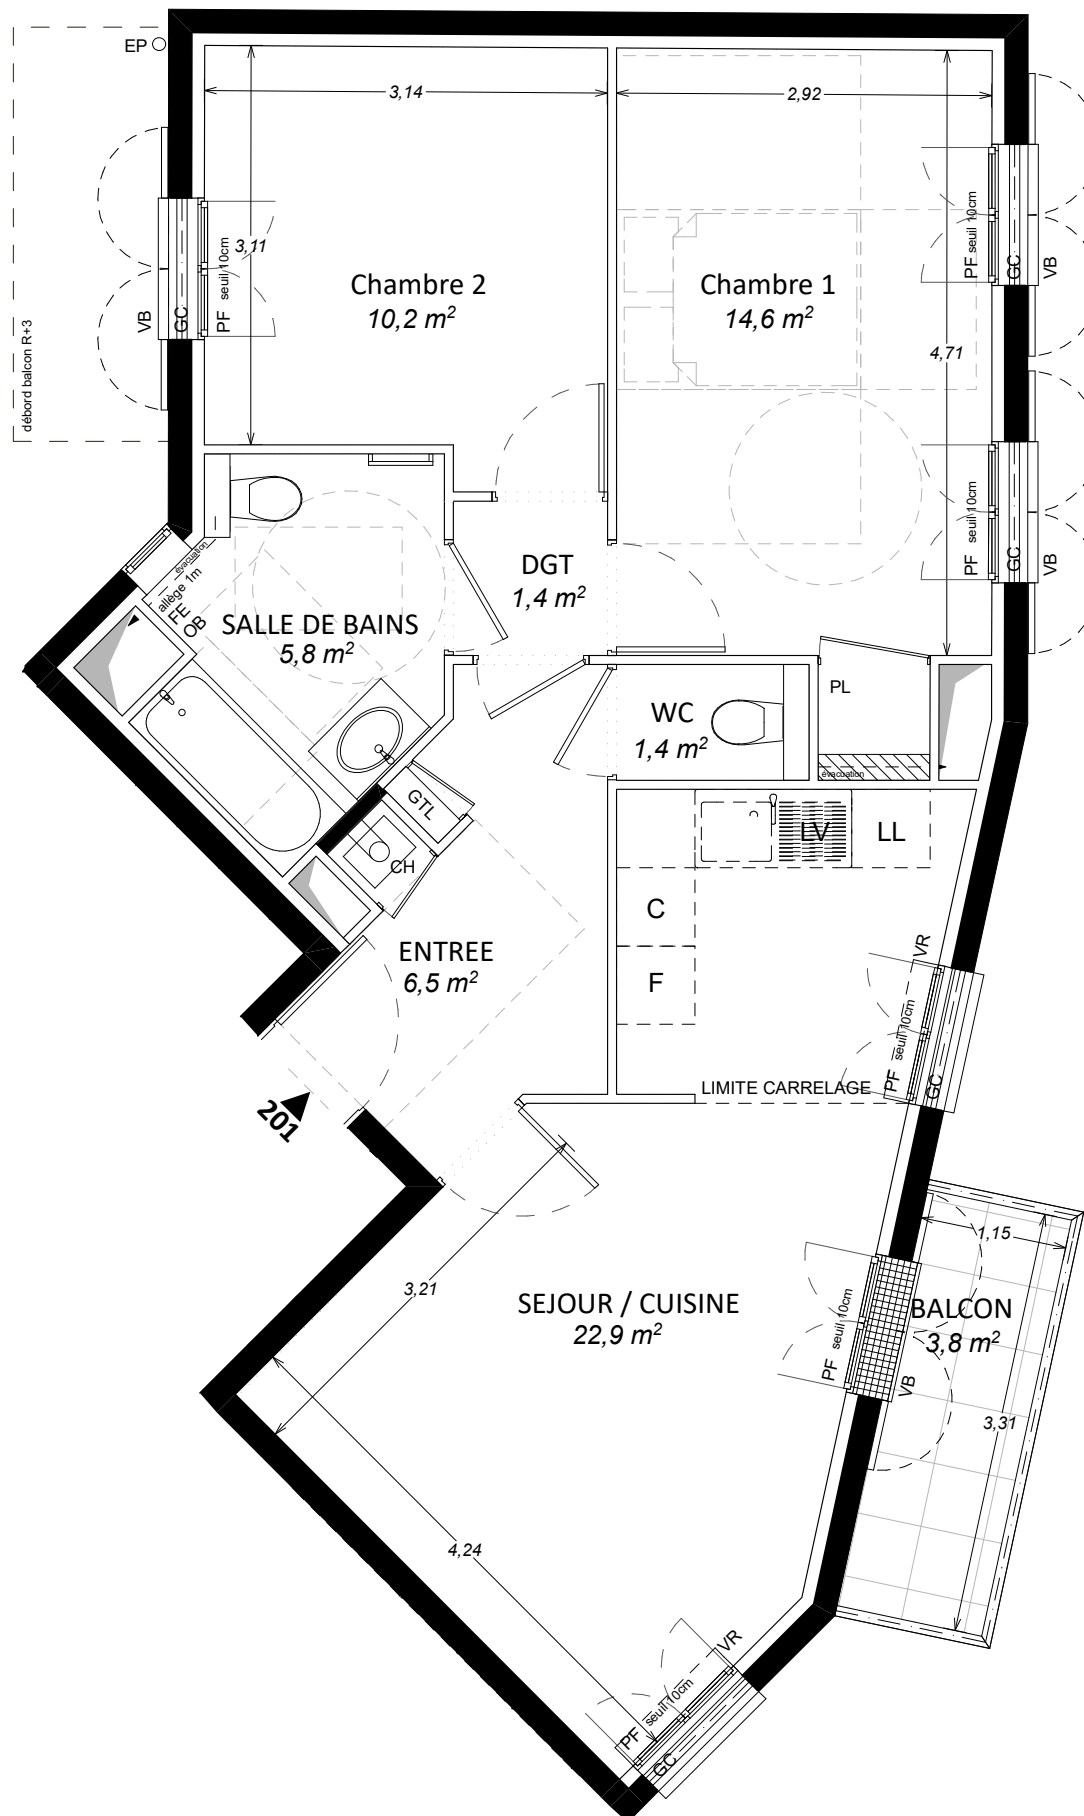 EP
3,14
2,92
3,11
PF seuil 10cm
GC
VB
débord balcon R+3
Chambre 2
10,2 m²
Chambre 1
14,6 m²
PF seuil 10cm
GC
VB
4,71
PF seuil 10cm
GC
VB
évacuation
allège 1m
FE
OB
SALLE DE BAINS
5,8 m²
DGT
1,4 m²
WC
1,4 m²
PL
évacuation
GTL
CH
LV
LL
C
F
ENTREE
6,5 m²
VR
PF seuil 10cm
GC
LIMITE CARRELAGE
201
3,21
SEJOUR / CUISINE
22,9 m²
PF seuil 10cm
VB
1,15
BALCON
3,8 m²
3,31
4,24
VR
PF seuil 10cm
GC